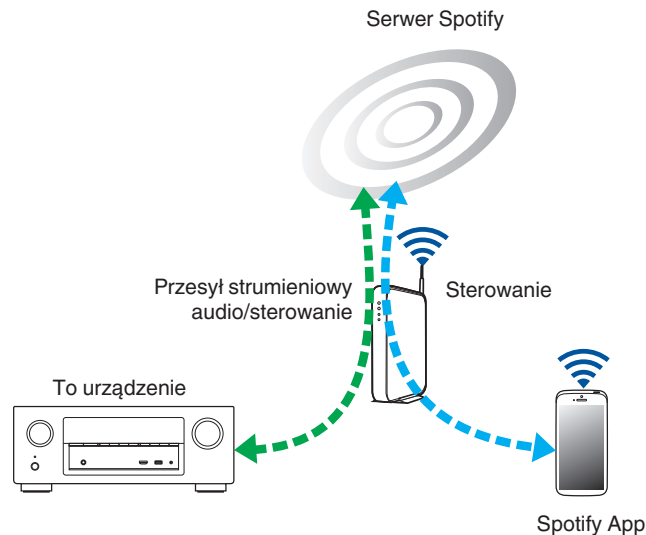 Serwer Spotify
Przesył strumieniowy
audio/sterowanie
Sterowanie
To urządzenie
Spotify App